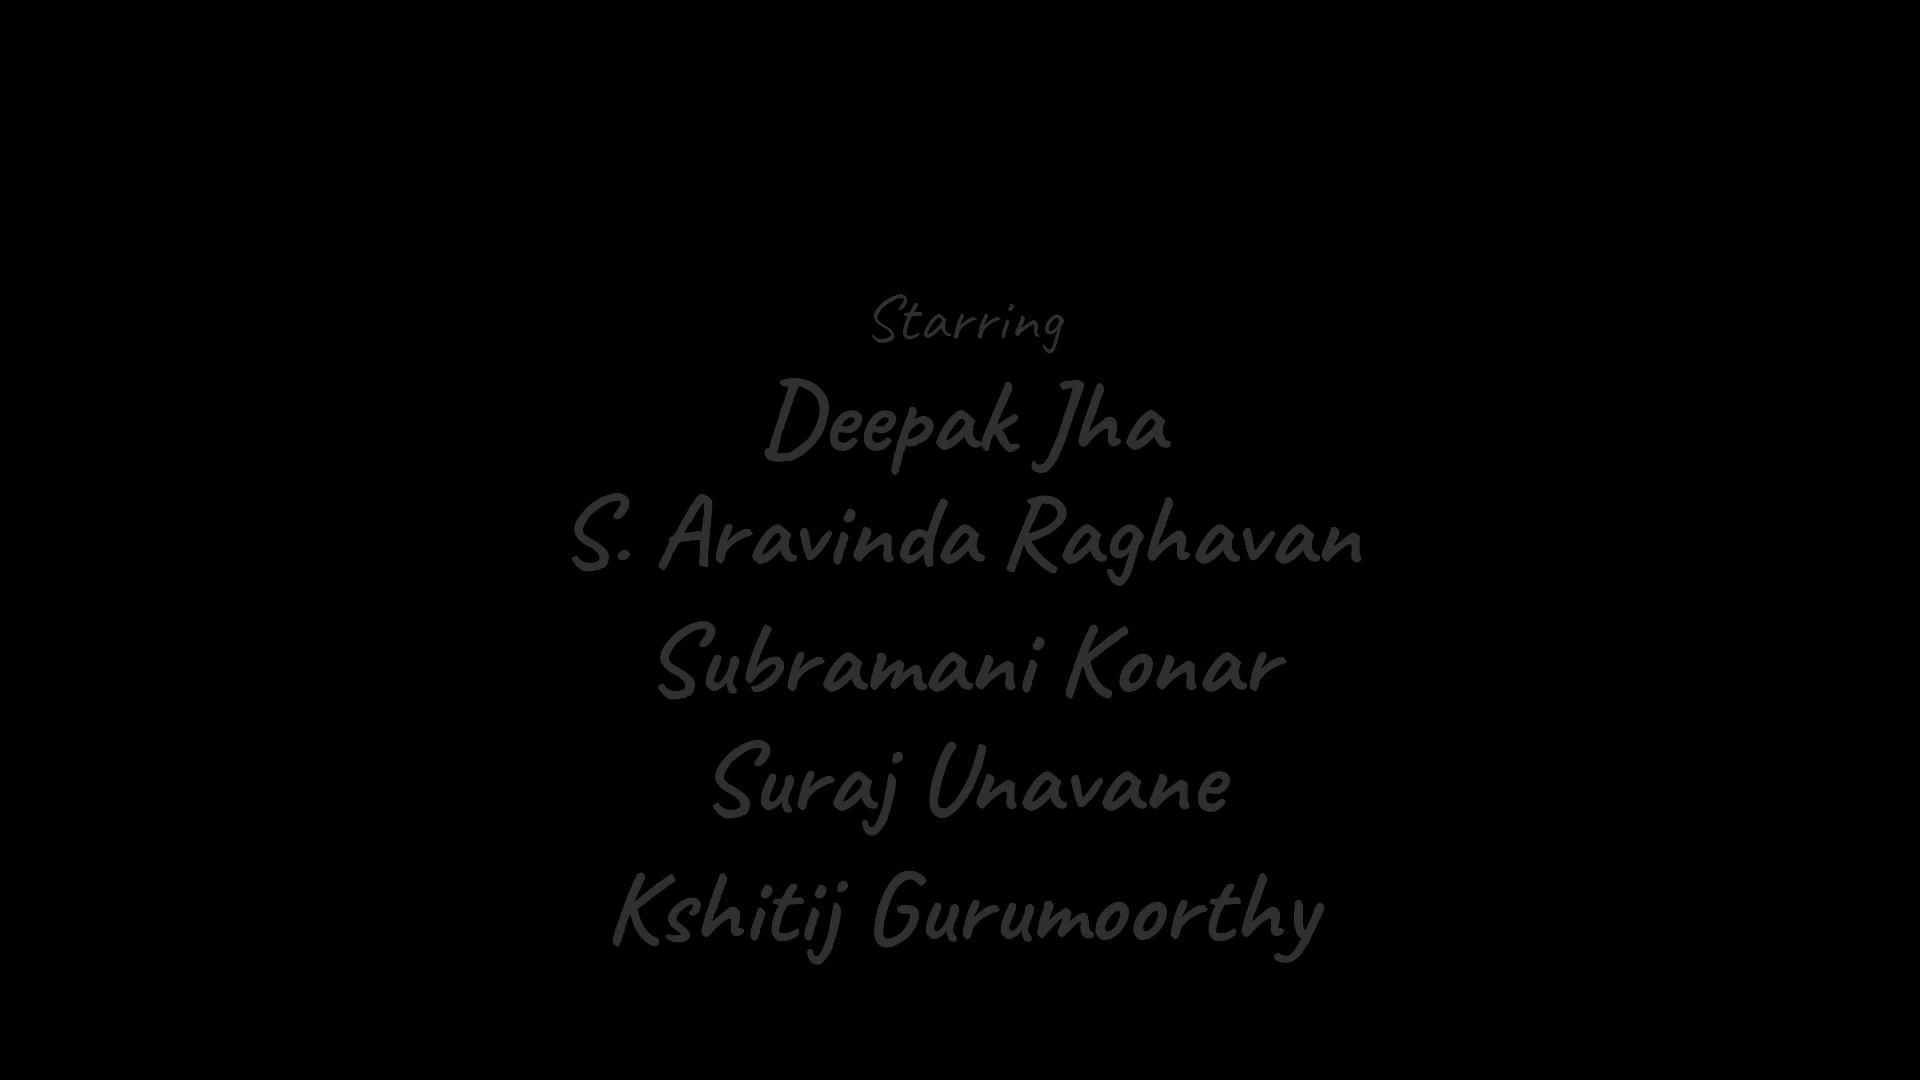 Starring
Deepak Jha
S. Aravinda Raghavan
Subramani Konar
Suraj Unavane
Kshitij Gurumoorthy